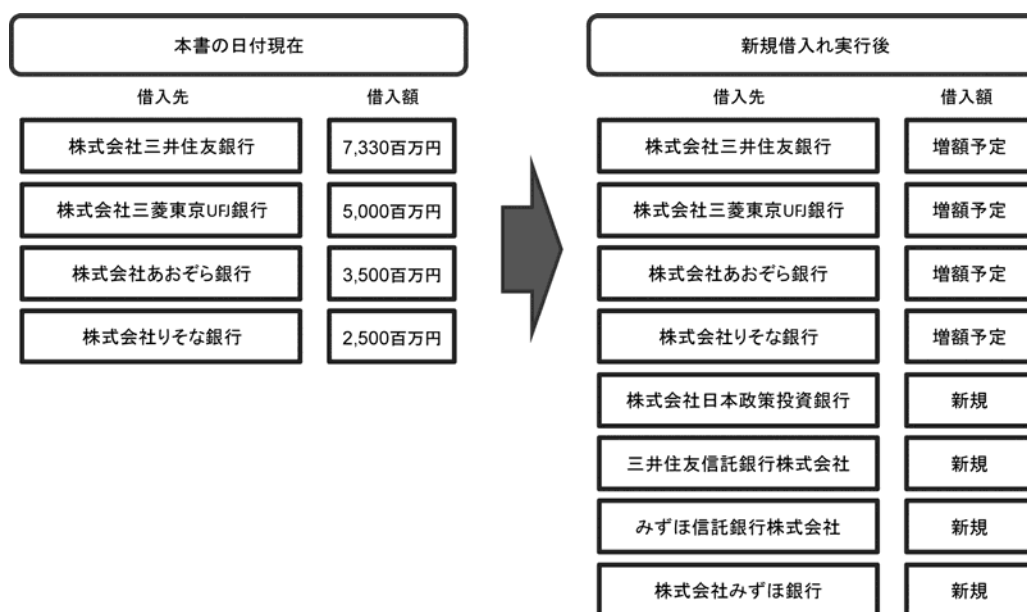 本書の日付現在
借入先 借入額
株式会社三井住友銀行 7,330百万円
株式会社三菱東京UFJ銀行 5,000百万円
株式会社あおぞら銀行 3,500百万円
株式会社りそな銀行 2,500百万円
新規借入れ実行後
借入先 借入額
株式会社三井住友銀行 増額予定
株式会社三菱東京UFJ銀行 増額予定
株式会社あおぞら銀行 増額予定
株式会社りそな銀行 増額予定
株式会社日本政策投資銀行 新規
三井住友信託銀行株式会社 新規
みずほ信託銀行株式会社 新規
株式会社みずほ銀行 新規